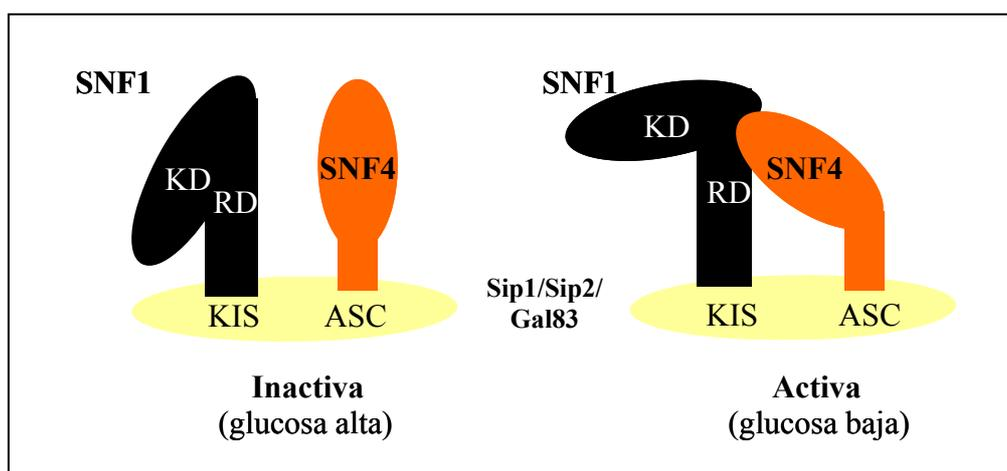 SNF1
KD
RD
SNF4
KIS
ASC
Inactiva
(glucosa alta)
Sip1/Sip2/
Gal83
SNF1
KD
RD
SNF4
KIS
ASC
Activa
(glucosa baja)